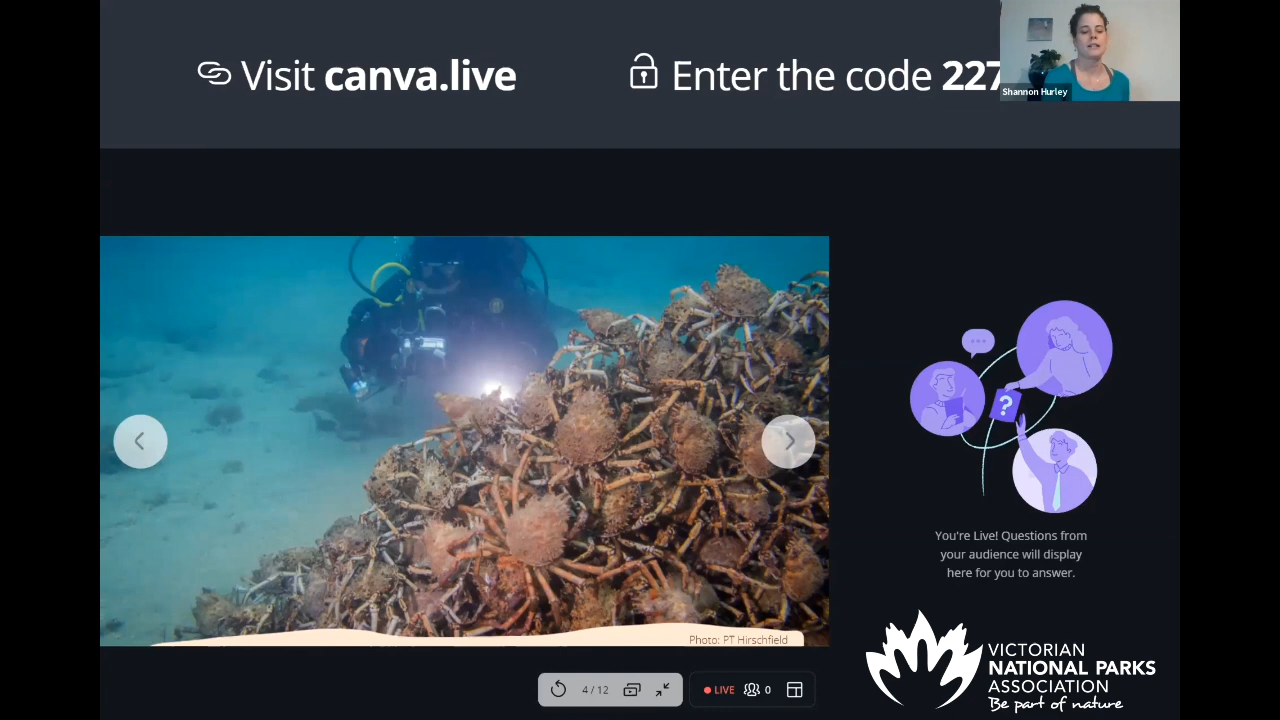 Visit canva.live
Enter the code 227
Shannon Hurley
?
You're Live! Questions from
your audience will display
here for you to answer.
Photo: PT Hirschfield
4 / 12
LIVE
0
VICTORIAN
NATIONAL PARKS
ASSOCIATION
Be part of nature